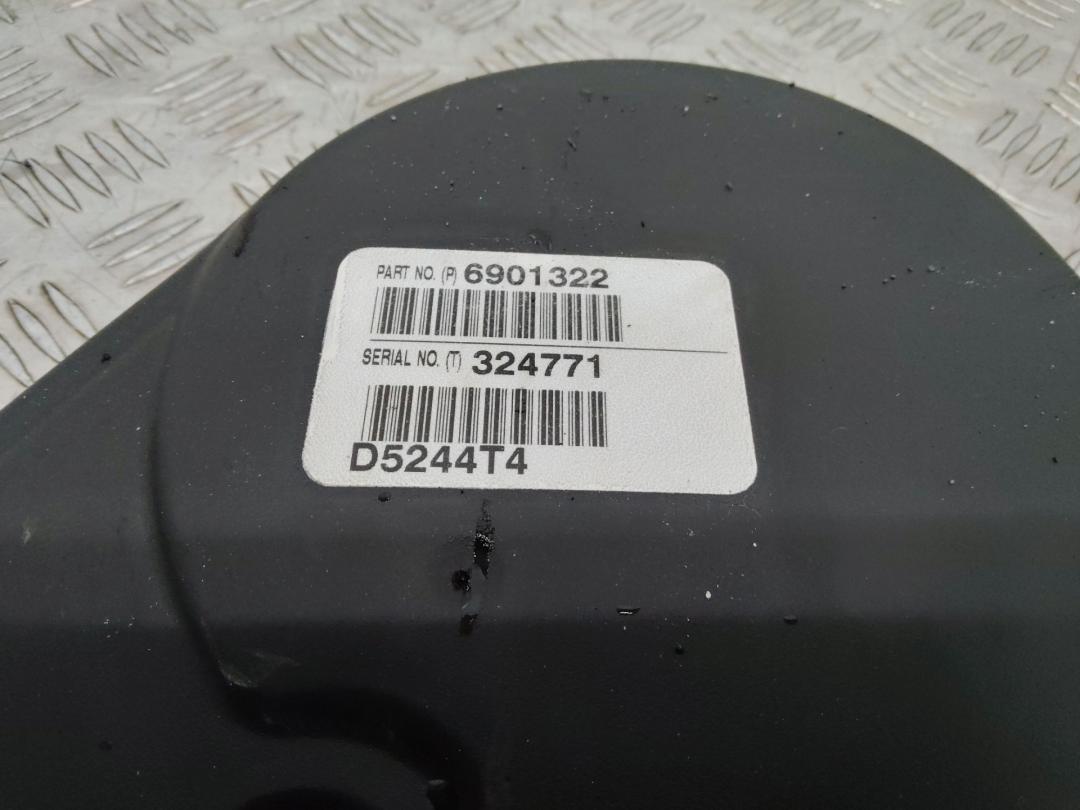 PART NO. (P) 6901322
SERIAL NO. (T) 324771
D5244T4